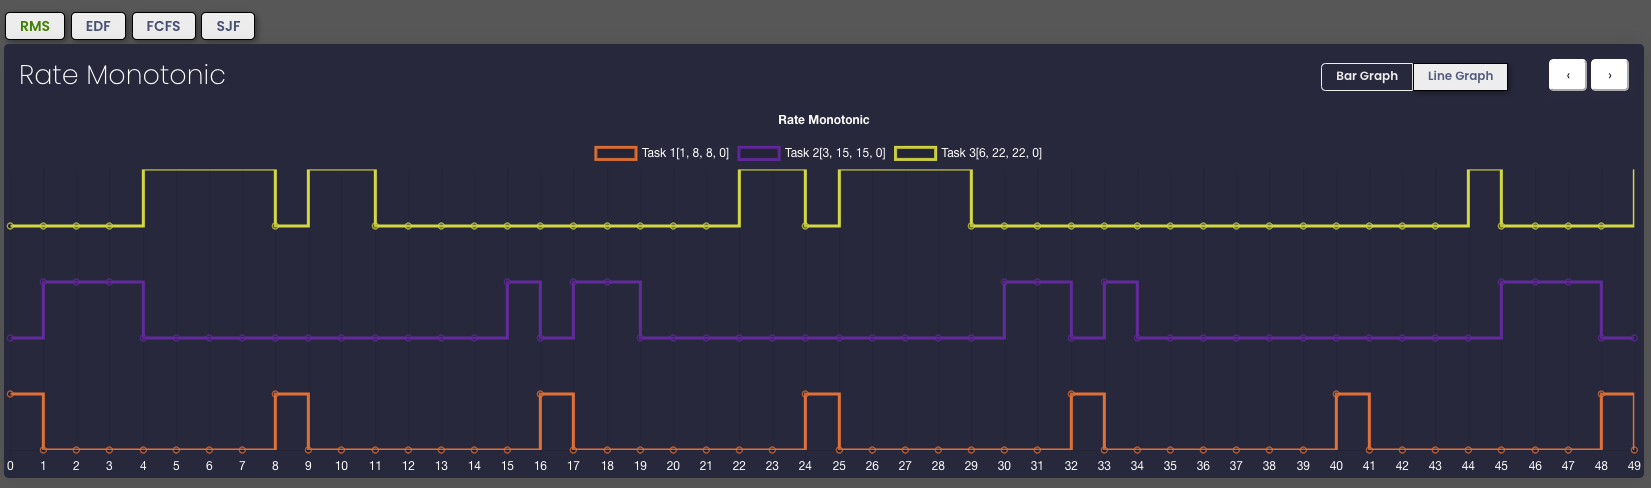 RMS EDF FCFS SJF
Rate Monotonic
Bar Graph Line Graph ‹ ›
Rate Monotonic
Task 1[1, 8, 8, 0] Task 2[3, 15, 15, 0] Task 3[6, 22, 22, 0]
0 1 2 3 4 5 6 7 8 9 10 11 12 13 14 15 16 17 18 19 20 21 22 23 24 25 26 27 28 29 30 31 32 33 34 35 36 37 38 39 40 41 42 43 44 45 46 47 48 49